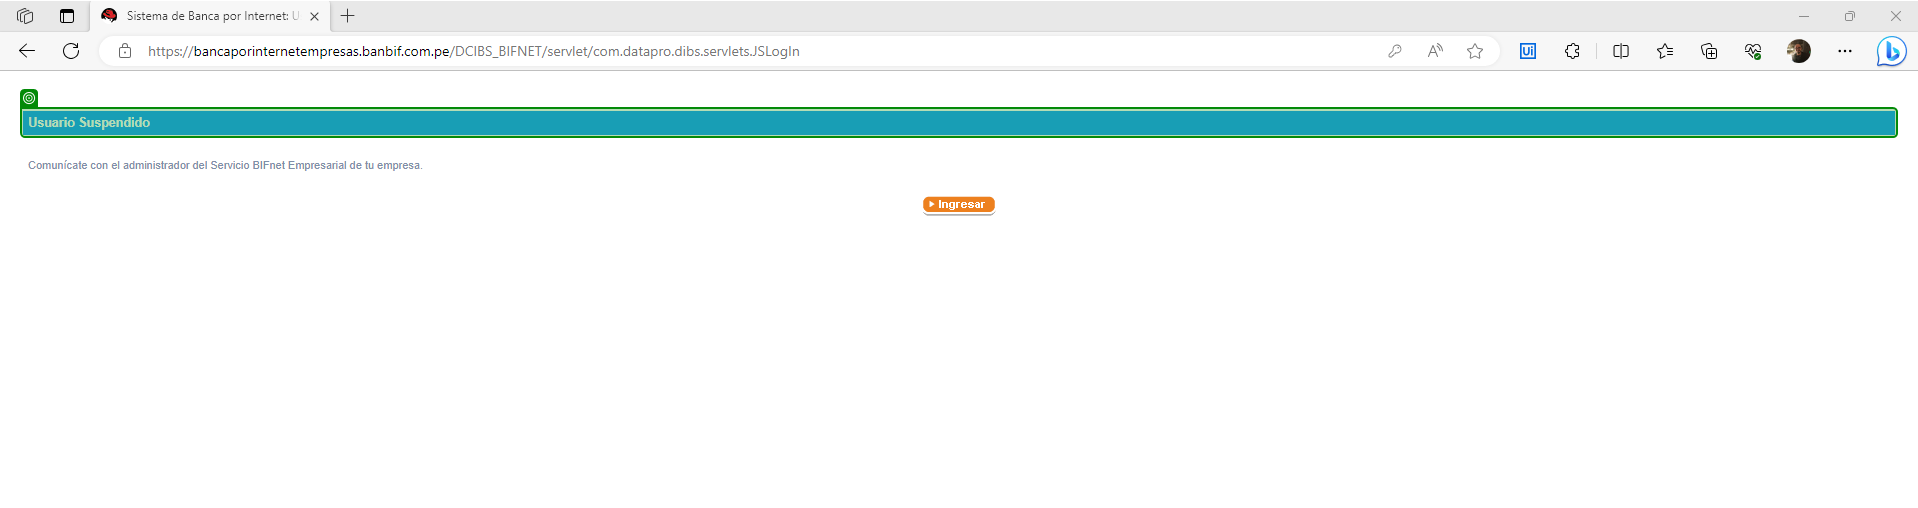 Sistema de Banca por Internet: U
https://bancaporinternetempresas.banbif.com.pe/DCIBS_BIFNET/servlet/com.datapro.dibs.servlets.JSLogIn
Usuario Suspendido
Comunícate con el administrador del Servicio BIFnet Empresarial de tu empresa.
Ingresar